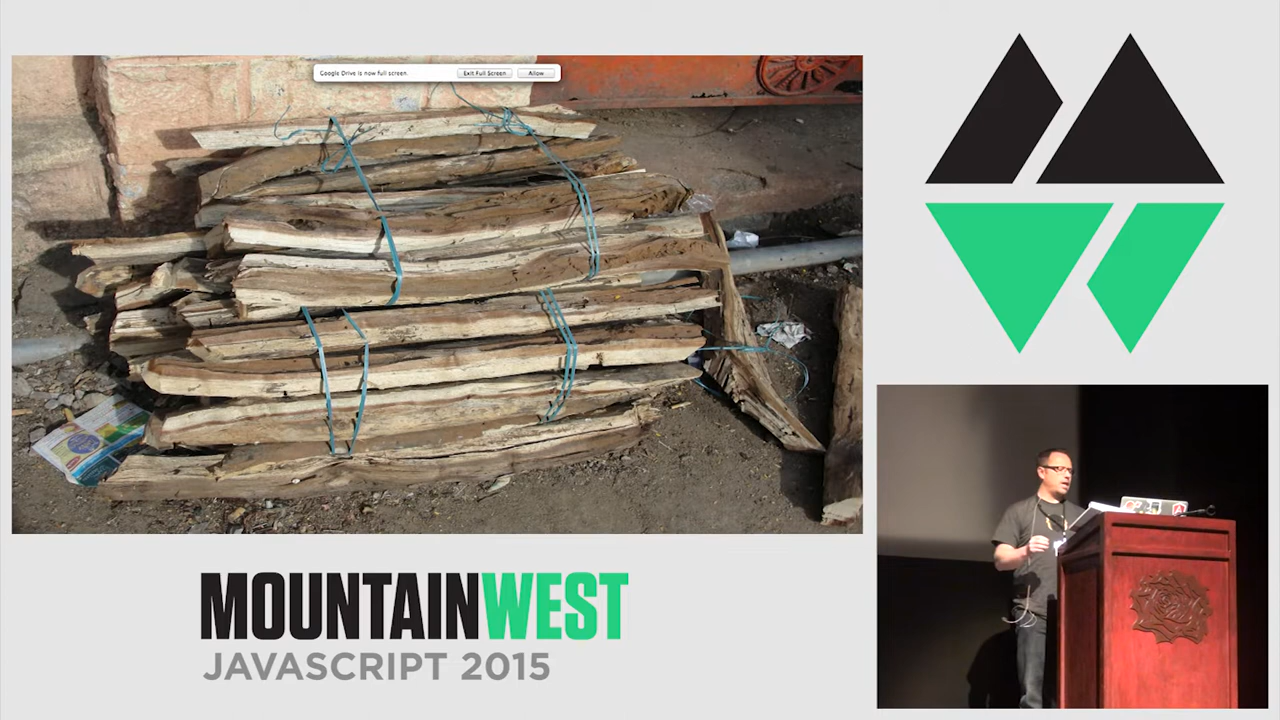 Google Drive is now full screen.
Exit Full Screen
Allow
MOUNTAINWEST
JAVASCRIPT 2015